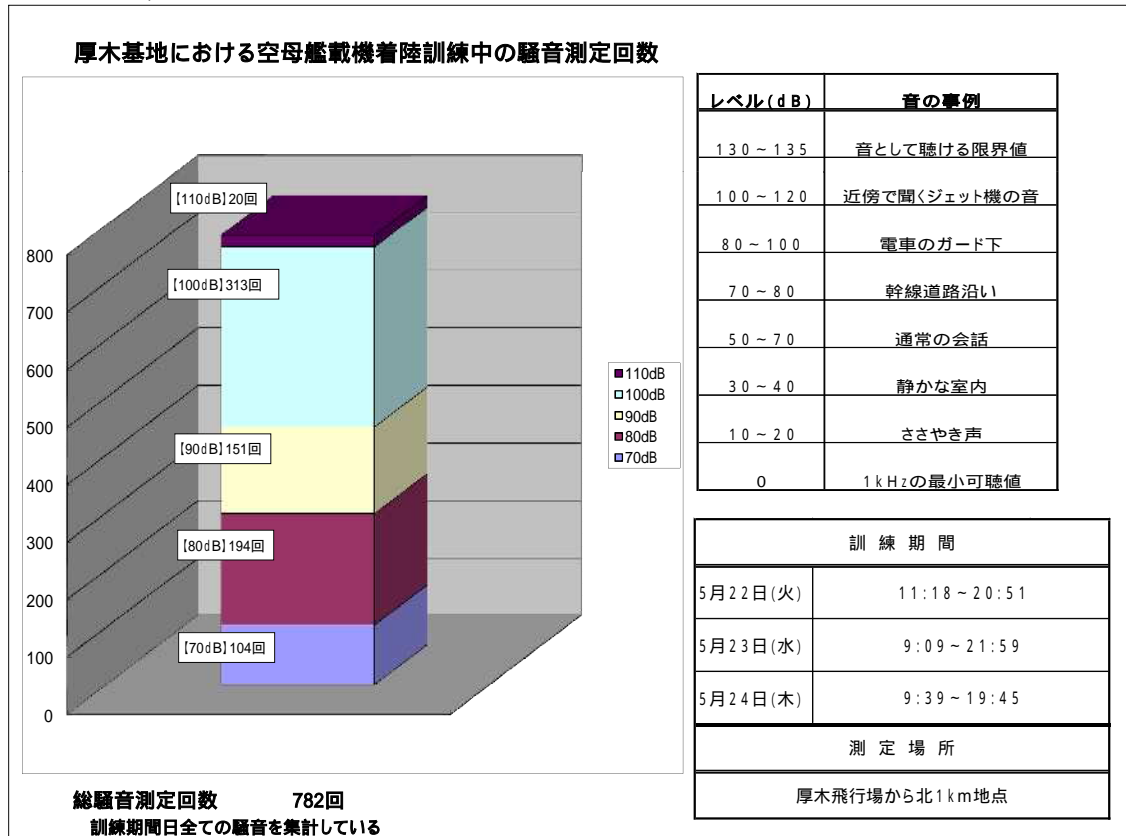 厚木基地における空母艦載機着陸訓練中の騒音測定回数
【110dB】20回
【100dB】313回
【90dB】151回
【80dB】194回
【70dB】104回
800
700
600
500
400
300
200
100
0
110dB
100dB
90dB
80dB
70dB
総騒音測定回数 782回
訓練期間日全ての騒音を集計している
レベル(dB) 音の事例
130~135 音として聴ける限界値
100~120 近傍で聞くジェット機の音
80~100 電車のガード下
70~80 幹線道路沿い
50~70 通常の会話
30~40 静かな室内
10~20 ささやき声
0 1kHzの最小可聴値
訓練期間
5月22日(火) 11:18~20:51
5月23日(水) 9:09~21:59
5月24日(木) 9:39~19:45
測定場所
厚木飛行場から北1km地点